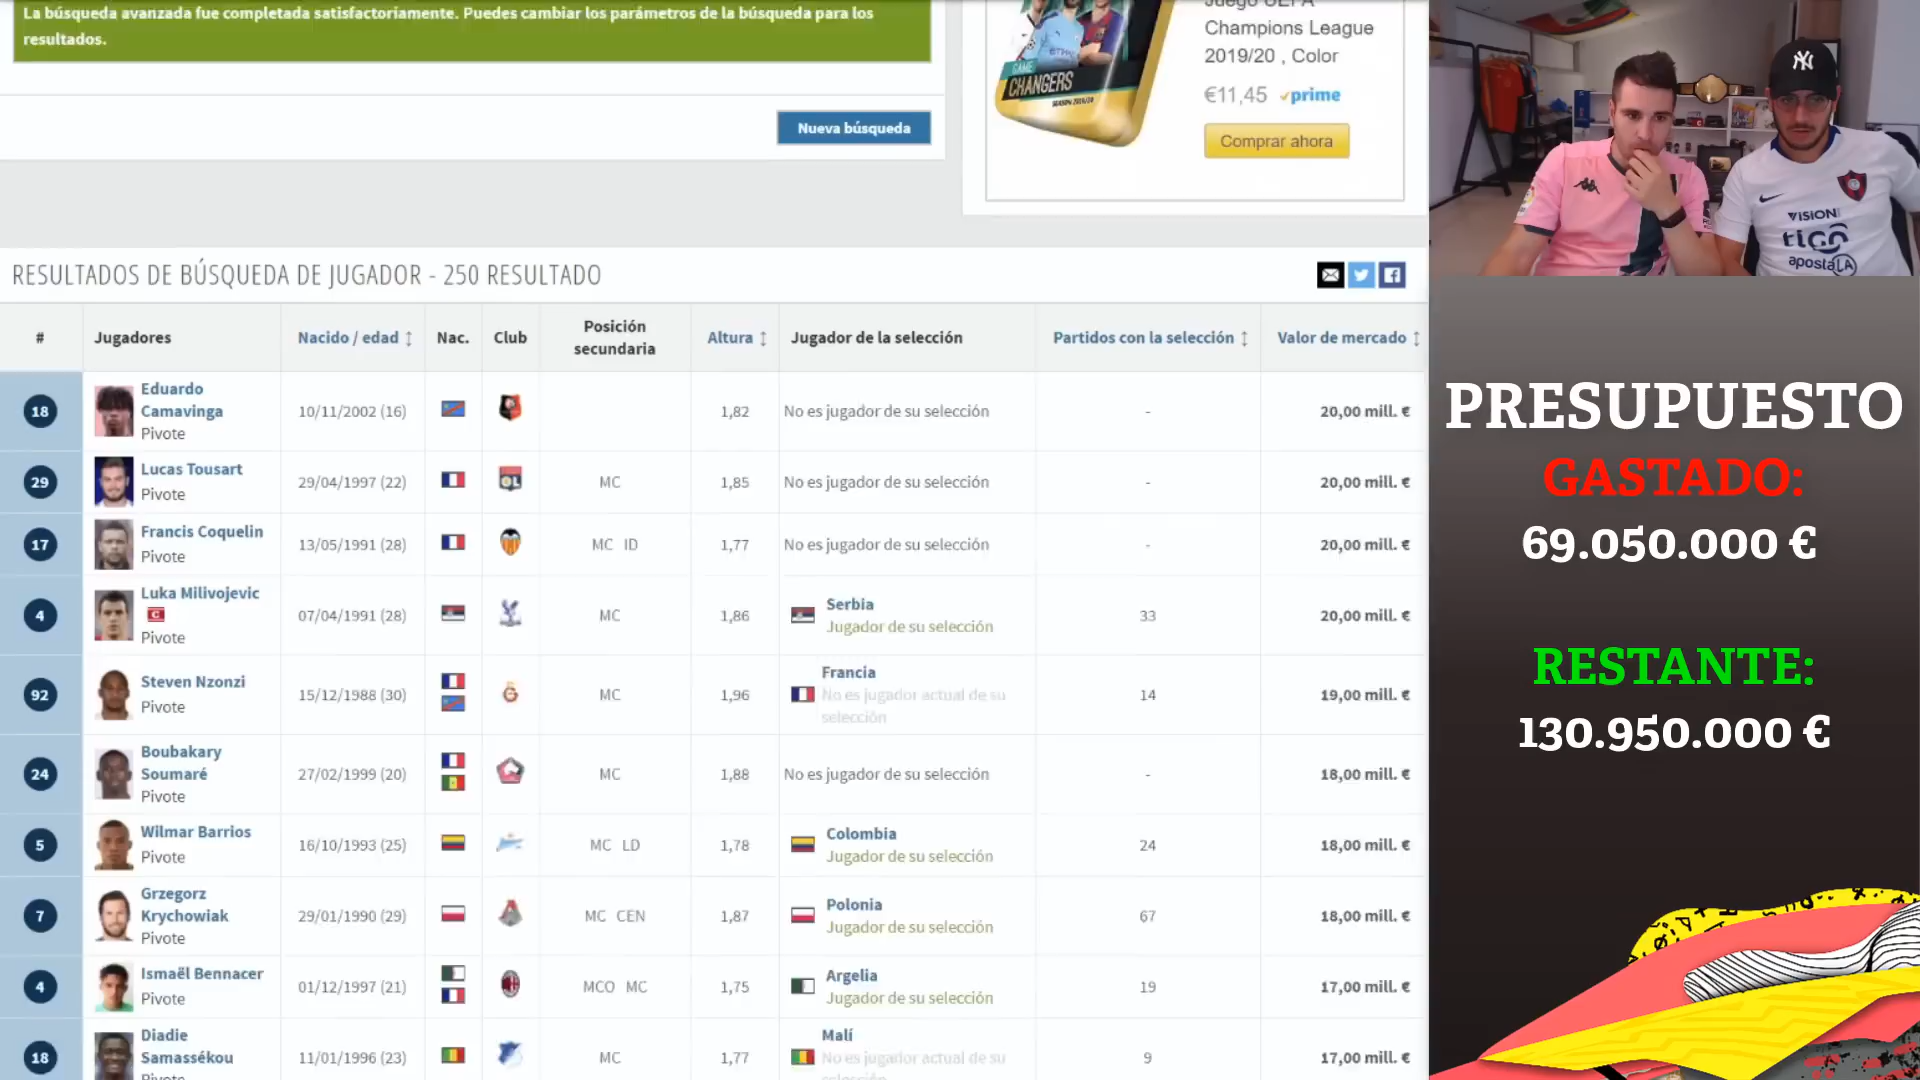 La búsqueda avanzada fue completada satisfactoriamente. Puedes cambiar los parámetros de la búsqueda para los
resultados.
Nueva búsqueda
Juego UEFA
Champions League
2019/20 , Color
€11,45 prime
Comprar ahora
GAME
CHANGERS
SEASON 2019/20
RESULTADOS DE BÚSQUEDA DE JUGADOR - 250 RESULTADO
# Jugadores Nacido / edad Nac. Club Posición secundaria Altura Jugador de la selección Partidos con la selección Valor de mercado
18 Eduardo Camavinga Pivote 10/11/2002 (16) 1,82 No es jugador de su selección - 20,00 mill. €
29 Lucas Tousart Pivote 29/04/1997 (22) OL MC 1,85 No es jugador de su selección - 20,00 mill. €
17 Francis Coquelin Pivote 13/05/1991 (28) MC ID 1,77 No es jugador de su selección - 20,00 mill. €
4 Luka Milivojevic C Pivote 07/04/1991 (28) MC 1,86 Serbia Jugador de su selección 33 20,00 mill. €
92 Steven Nzonzi Pivote 15/12/1988 (30) MC 1,96 Francia No es jugador actual de su selección 14 19,00 mill. €
24 Boubakary Soumaré Pivote 27/02/1999 (20) MC 1,88 No es jugador de su selección - 18,00 mill. €
5 Wilmar Barrios Pivote 16/10/1993 (25) MC LD 1,78 Colombia Jugador de su selección 24 18,00 mill. €
7 Grzegorz Krychowiak Pivote 29/01/1990 (29) MC CEN 1,87 Polonia Jugador de su selección 67 18,00 mill. €
4 Ismaël Bennacer Pivote 01/12/1997 (21) MCO MC 1,75 Argelia Jugador de su selección 19 17,00 mill. €
18 Diadie Samassékou Pivote 11/01/1996 (23) MC 1,77 Malí No es jugador actual de su selección 9 17,00 mill. €
NY
VISION
tigo
apostaLA
PRESUPUESTO
GASTADO:
69.050.000 €
RESTANTE:
130.950.000 €